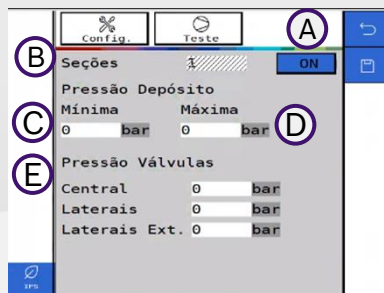 Config.
Teste
A
B
Seções
ON
Pressão Depósito
Mínima
Máxima
C
0 bar
0 bar
D
E
Pressão Válvulas
Central 0 bar
Laterais 0 bar
Laterais Ext. 0 bar
IPS